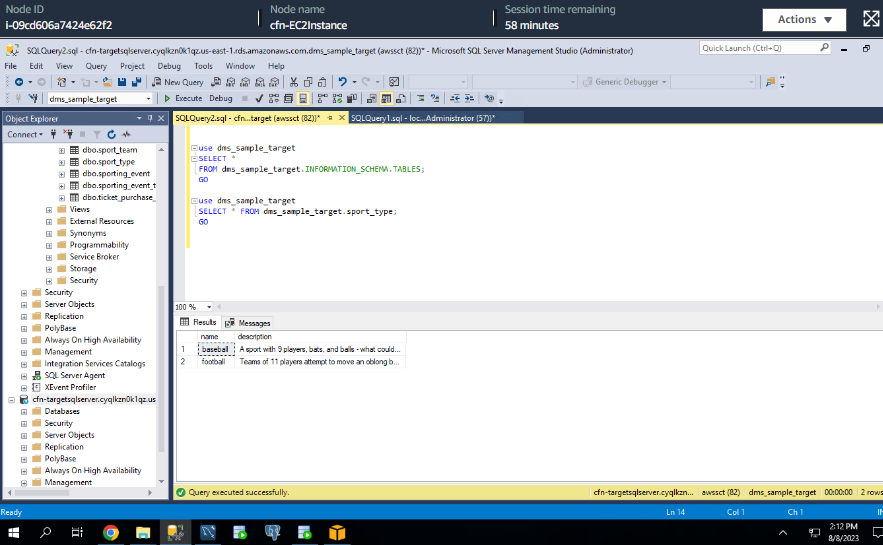 Node ID
i-09cd606a7424e62f2
Node name
cfn-EC2Instance
Session time remaining
58 minutes
Actions
SQLQuery2.sql - cfn-targetsqlserver.cyqlkzn0k1qz.us-east-1.rds.amazonaws.com.dms_sample_target (awssct (82))* - Microsoft SQL Server Management Studio (Administrator)
Quick Launch (Ctrl+Q)
File Edit View Query Project Debug Tools Window Help
New Query
Generic Debugger
dms_sample_target
Execute Debug
Object Explorer
Connect
dbo.sport_team
dbo.sport_type
dbo.sporting_event
dbo.sporting_event_t
dbo.ticket_purchase_
Views
External Resources
Synonyms
Programmability
Service Broker
Storage
Security
Security
Server Objects
Replication
PolyBase
Always On High Availability
Management
Integration Services Catalogs
SQL Server Agent
XEvent Profiler
cfn-targetsqlserver.cyqlkzn0k1qz.us
Databases
Security
Server Objects
Replication
PolyBase
Always On High Availability
Management
SQLQuery2.sql - cfn...target (awssct (82))*
SQLQuery1.sql - loc...Administrator (57))*
use dms_sample_target
SELECT *
FROM dms_sample_target.INFORMATION_SCHEMA.TABLES;
GO
use dms_sample_target
SELECT * FROM dms_sample_target.sport_type;
GO
100 %
Results Messages
name description
1 baseball A sport with 9 players, bats, and balls - what could...
2 football Teams of 11 players attempt to move an oblong b...
Query executed successfully.
cfn-targetsqlserver.cyqlkzn... awssct (82) dms_sample_target 00:00:00 2 rows
Ready
Ln 14 Col 1 Ch 1 IN
2:12 PM
8/8/2023